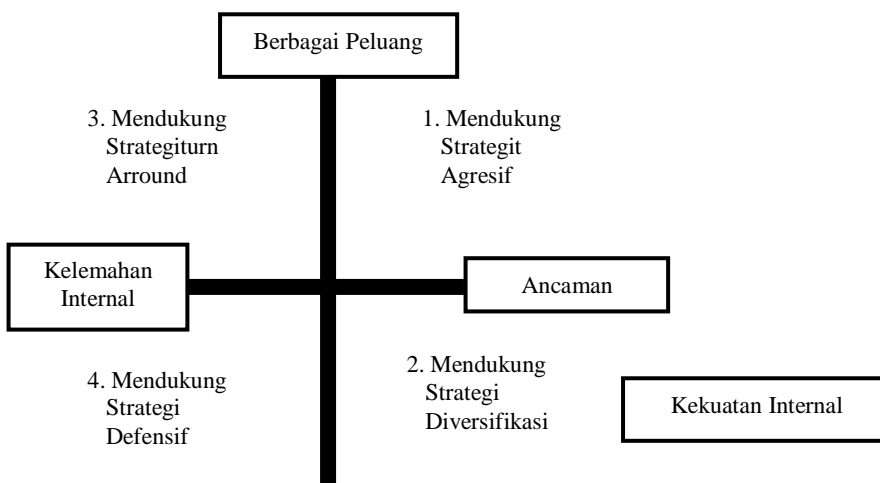 Berbagai Peluang
3. Mendukung
Strategiturn
Arround
1. Mendukung
Strategit
Agresif
Kelemahan
Internal
Ancaman
4. Mendukung
Strategi
Defensif
2. Mendukung
Strategi
Diversifikasi
Kekuatan Internal